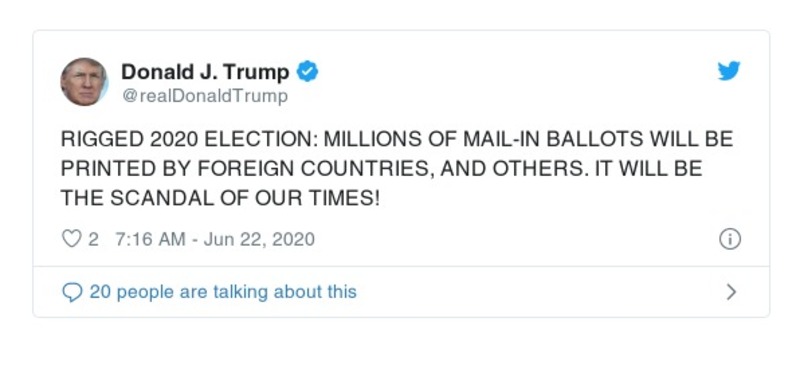 Donald J. Trump
@realDonaldTrump
RIGGED 2020 ELECTION: MILLIONS OF MAIL-IN BALLOTS WILL BE
PRINTED BY FOREIGN COUNTRIES, AND OTHERS. IT WILL BE
THE SCANDAL OF OUR TIMES!
2 7:16 AM - Jun 22, 2020
20 people are talking about this